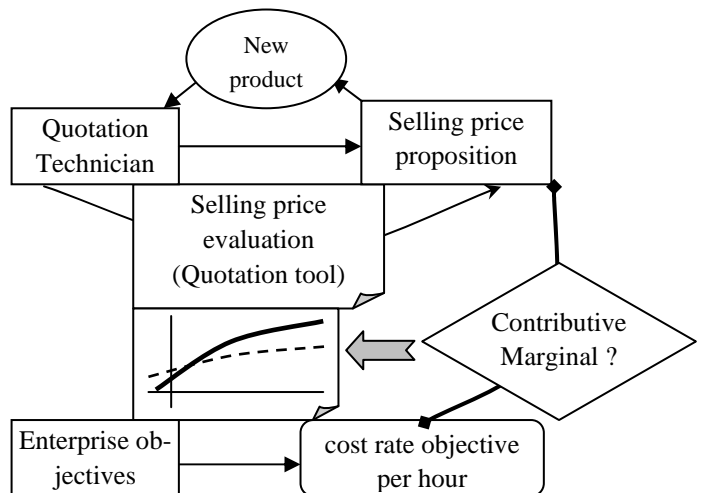 New
product
Quotation
Technician
Selling price
proposition
Selling price
evaluation
(Quotation tool)
Contributive
Marginal ?
Enterprise ob-
jectives
cost rate objective
per hour